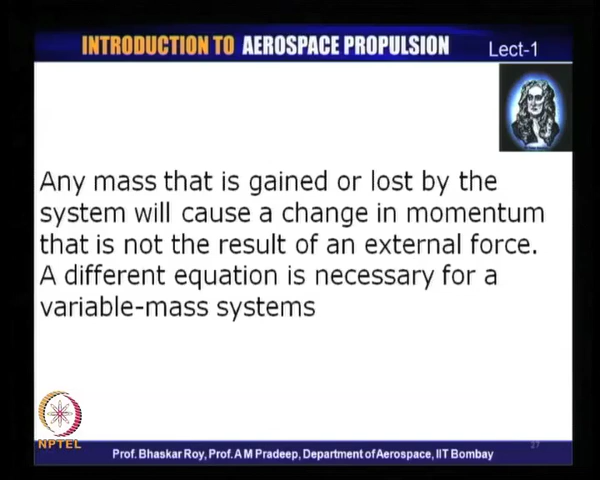 INTRODUCTION TO AEROSPACE PROPULSION
Lect-1
Any mass that is gained or lost by the
system will cause a change in momentum
that is not the result of an external force.
A different equation is necessary for a
variable-mass systems
NPTEL
27
Prof. Bhaskar Roy, Prof. A M Pradeep, Department of Aerospace, IIT Bombay